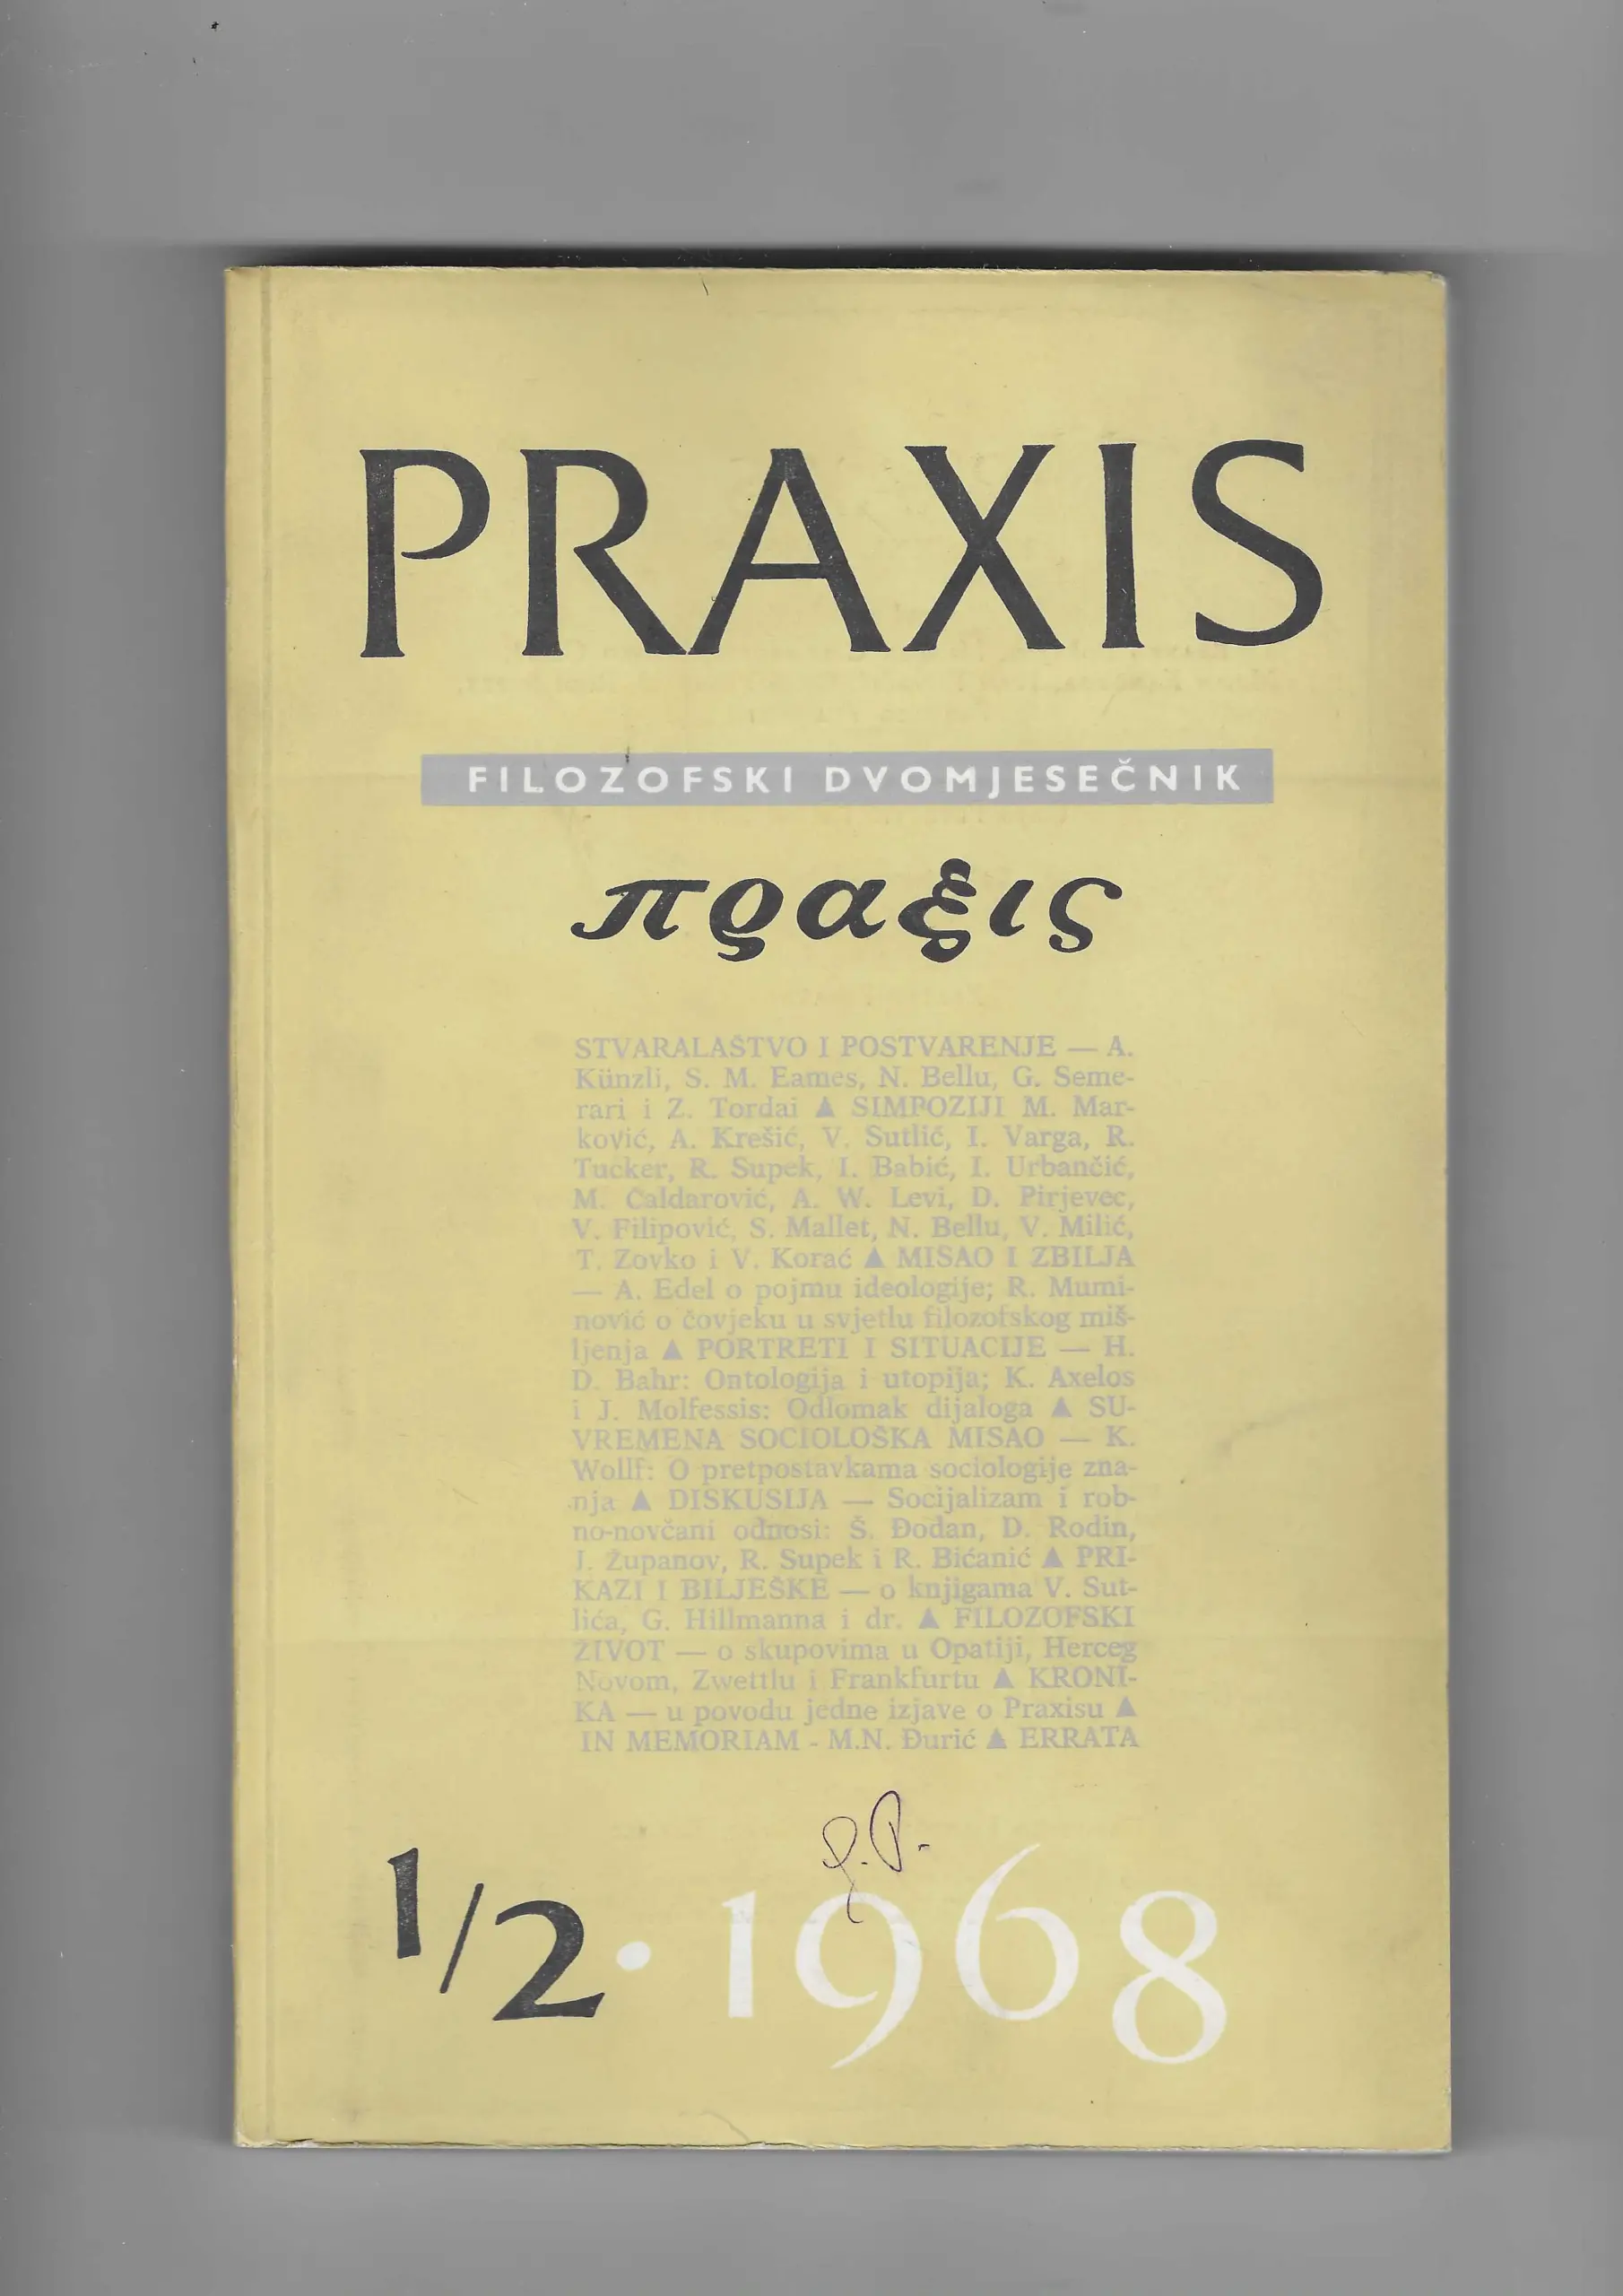 PRAXIS
FILOZOFSKI DVOMJESEČNIK
πραξις
STVARALAŠTVO I POSTVARENJE — A.
Künzli, S. M. Eames, N. Bellu, G. Seme-
rari i Z. Tordai ▲ SIMPOZIJI M. Mar-
ković, A. Krešić, V. Sutlić, I. Varga, R.
Tucker, R. Supek, I. Babić, I. Urbančić,
M. Čaldarović, A. W. Levi, D. Pirjevec,
V. Filipović, S. Mallet, N. Bellu, V. Milić,
T. Zovko i V. Korać ▲ MISAO I ZBILJA
— A. Edel o pojmu ideologije; R. Mumi-
nović o čovjeku u svjetlu filozofskog miš-
ljenja ▲ PORTRETI I SITUACIJE — H.
D. Bahr: Ontologija i utopija; K. Axelos
i J. Molfessis: Odlomak dijaloga ▲ SU-
VREMENA SOCIOLOŠKA MISAO — K.
Wollf: O pretpostavkama sociologije zna-
nja ▲ DISKUSIJA — Socijalizam i rob-
no-novčani odnosi: Š. Đodan, D. Rodin,
J. Županov, R. Supek i R. Bićanić ▲ PRI-
KAZI I BILJEŠKE — o knjigama V. Sut-
lića, G. Hillmanna i dr. ▲ FILOZOFSKI
ŽIVOT — o skupovima u Opatiji, Herceg
Novom, Zwettlu i Frankfurtu ▲ KRONI-
KA — u povodu jedne izjave o Praxisu ▲
IN MEMORIAM - M.N. Đurić ▲ ERRATA
1/2 • 1968